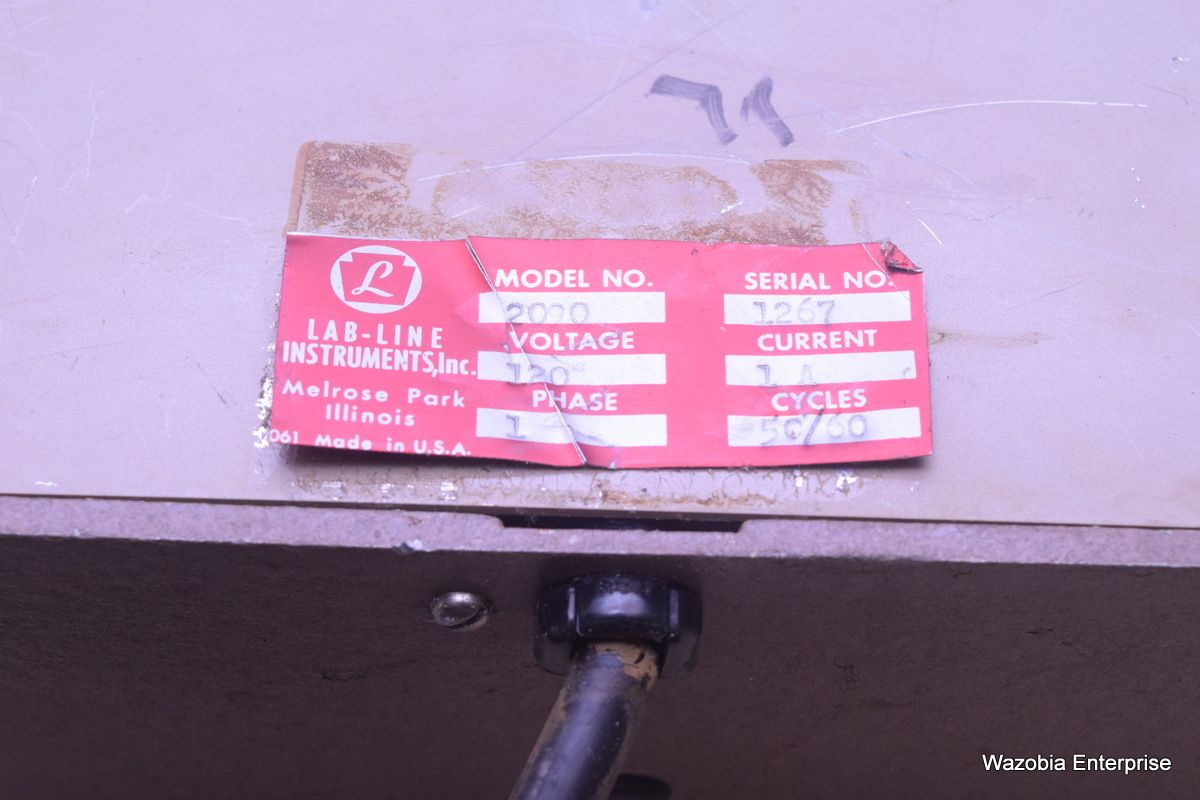 L
LAB-LINE
INSTRUMENTS,Inc.
Melrose Park
Illinois
061 Made in U.S.A.
MODEL NO.
2090
VOLTAGE
120
PHASE
1
SERIAL NO.
1267
CURRENT
1 A
CYCLES
50/60
Wazobia Enterprise